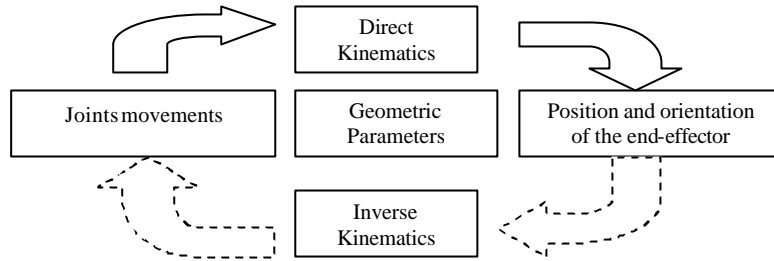 Direct
Kinematics
Joints movements
Geometric
Parameters
Position and orientation
of the end-effector
Inverse
Kinematics